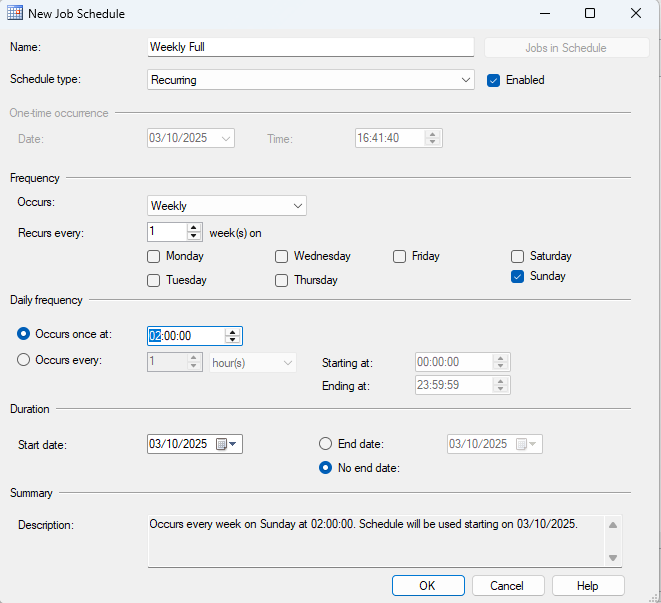 New Job Schedule
Name: Weekly Full Jobs in Schedule
Schedule type: Recurring Enabled
One-time occurrence
Date: 03/10/2025 Time: 16:41:40
Frequency
Occurs: Weekly
Recurs every: 1 week(s) on
Monday Wednesday Friday Saturday
Tuesday Thursday Sunday
Daily frequency
Occurs once at: 02:00:00
Occurs every: 1 hour(s) Starting at: 00:00:00
Ending at: 23:59:59
Duration
Start date: 03/10/2025 End date: 03/10/2025
No end date:
Summary
Description: Occurs every week on Sunday at 02:00:00. Schedule will be used starting on 03/10/2025.
OK Cancel Help